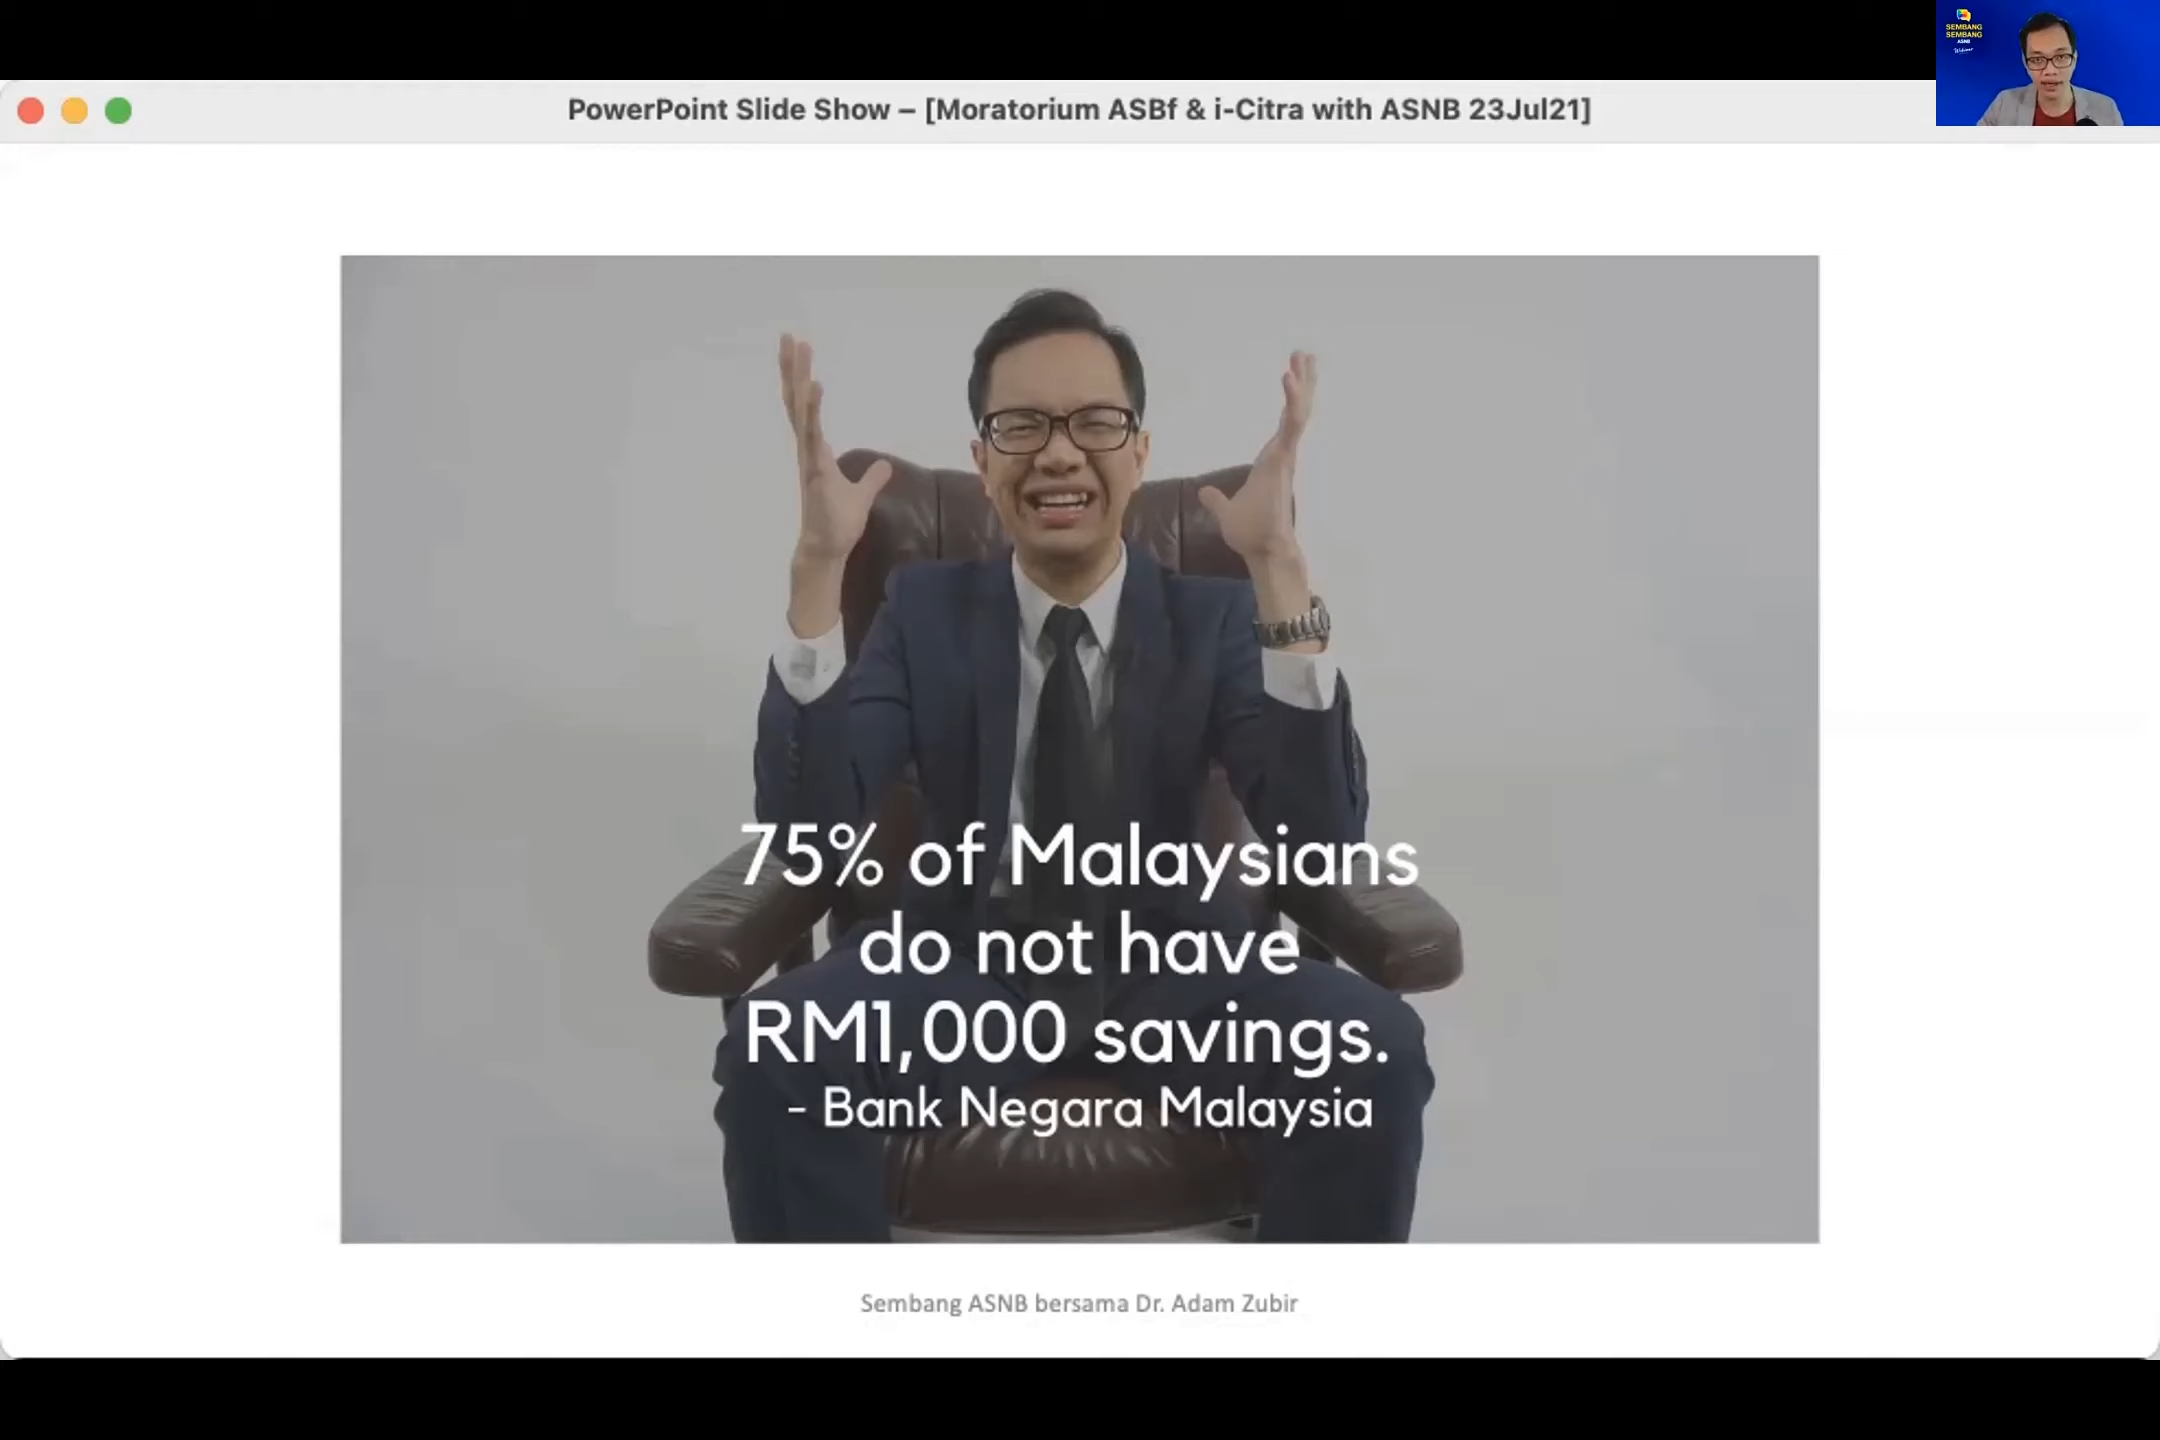 PowerPoint Slide Show – [Moratorium ASBf & i-Citra with ASNB 23Jul21]
SEMBANG
SEMBANG
ASNB
Webinar
75% of Malaysians
do not have
RM1,000 savings.
- Bank Negara Malaysia
Sembang ASNB bersama Dr. Adam Zubir